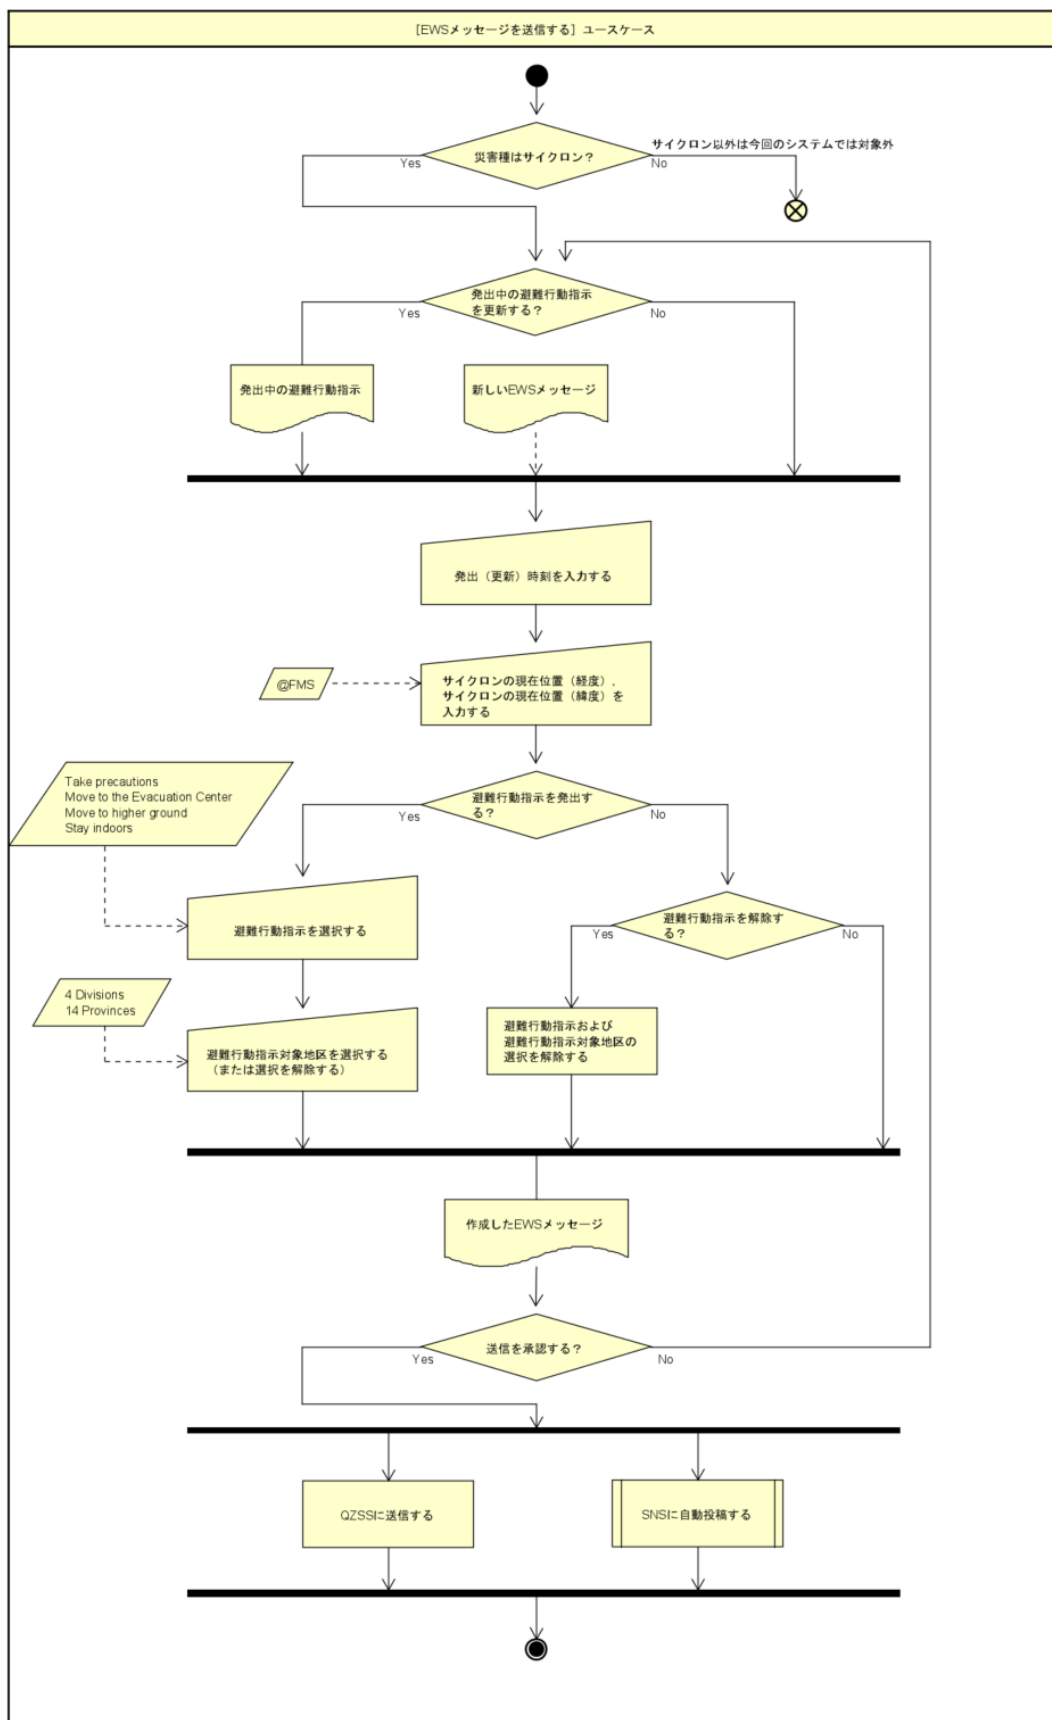 [EWSメッセージを送信する] ユースケース
災害種はサイクロン？
サイクロン以外は今回のシステムでは対象外
Yes
No
発出中の避難行動指示
を更新する？
Yes
No
発出中の避難行動指示
新しいEWSメッセージ
発出（更新）時刻を入力する
@FMS
サイクロンの現在位置（経度）,
サイクロンの現在位置（緯度）を
入力する
Take precautions
Move to the Evacuation Center
Move to higher ground
Stay indoors
避難行動指示を発出す
る？
Yes
No
避難行動指示を選択する
避難行動指示を解除す
る？
Yes
No
4 Divisions
14 Provinces
避難行動指示対象地区を選択する
（または選択を解除する）
避難行動指示および
避難行動指示対象地区の
選択を解除する
作成したEWSメッセージ
送信を承認する？
Yes
No
QZSSに送信する
SNSに自動投稿する